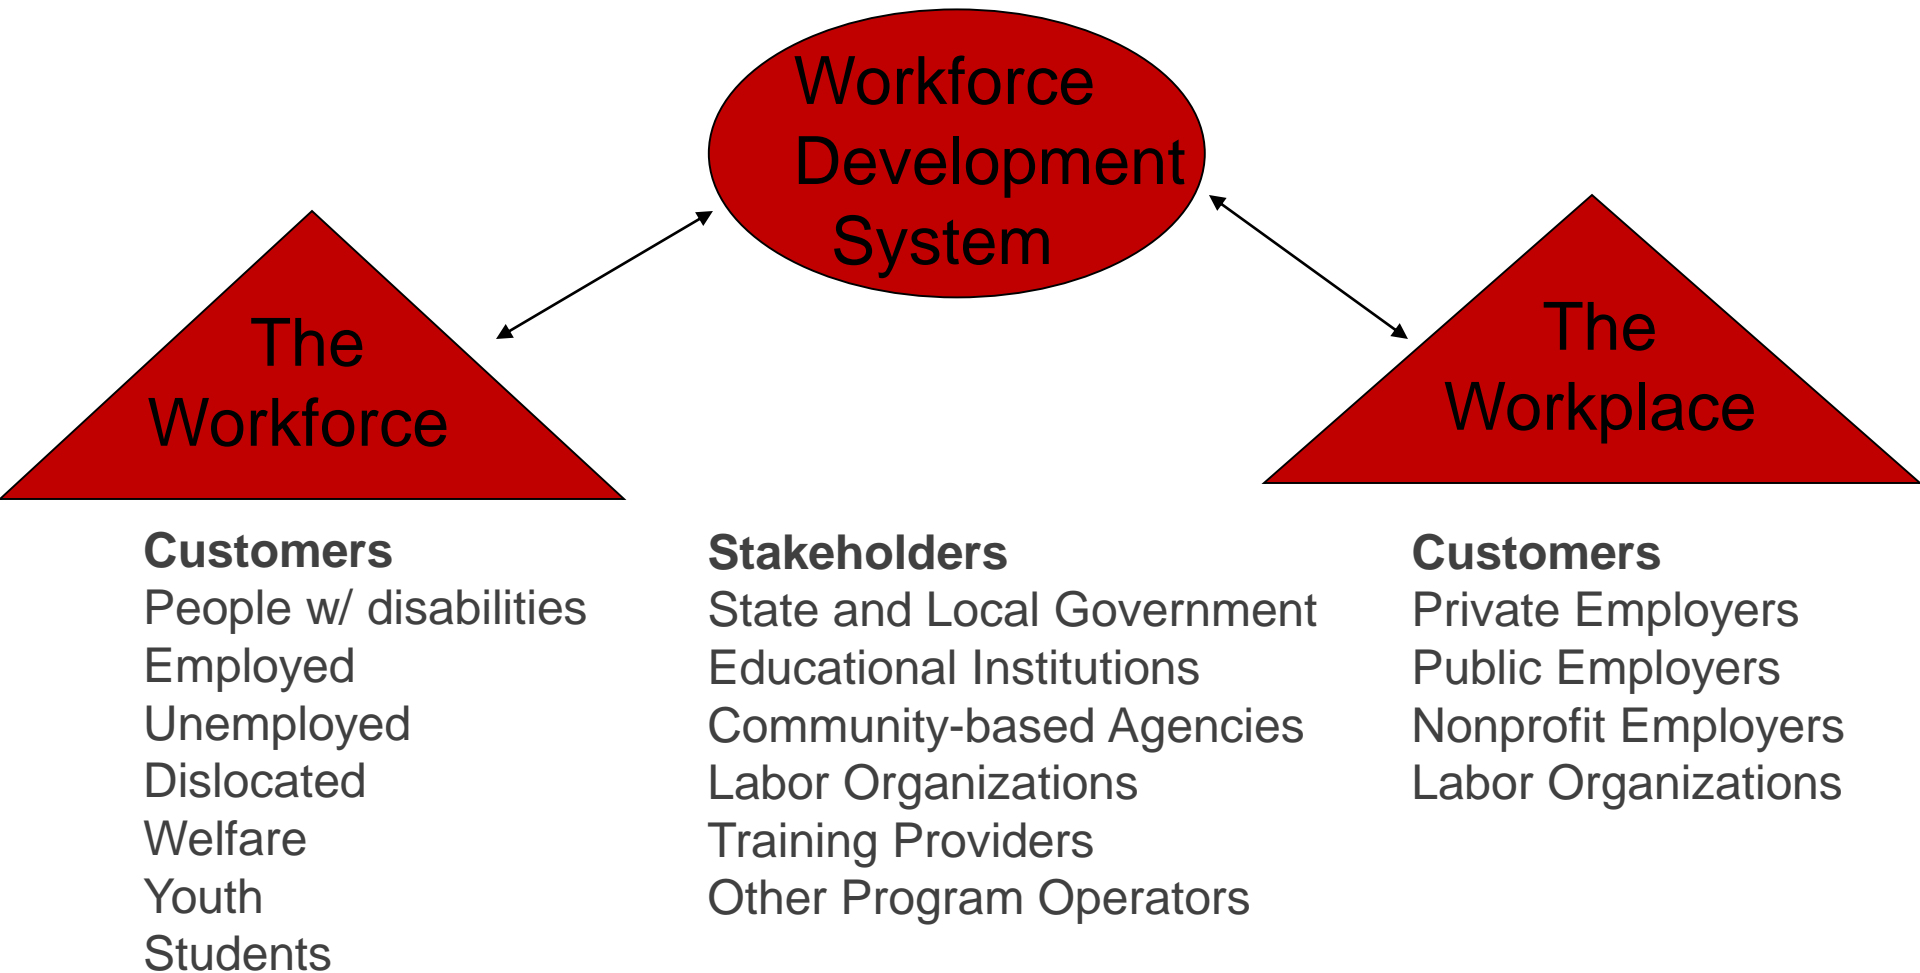 Workforce
Development
System
The
Workforce
The
Workplace
Customers
People w/ disabilities
Employed
Unemployed
Dislocated
Welfare
Youth
Students
Stakeholders
State and Local Government
Educational Institutions
Community-based Agencies
Labor Organizations
Training Providers
Other Program Operators
Customers
Private Employers
Public Employers
Nonprofit Employers
Labor Organizations